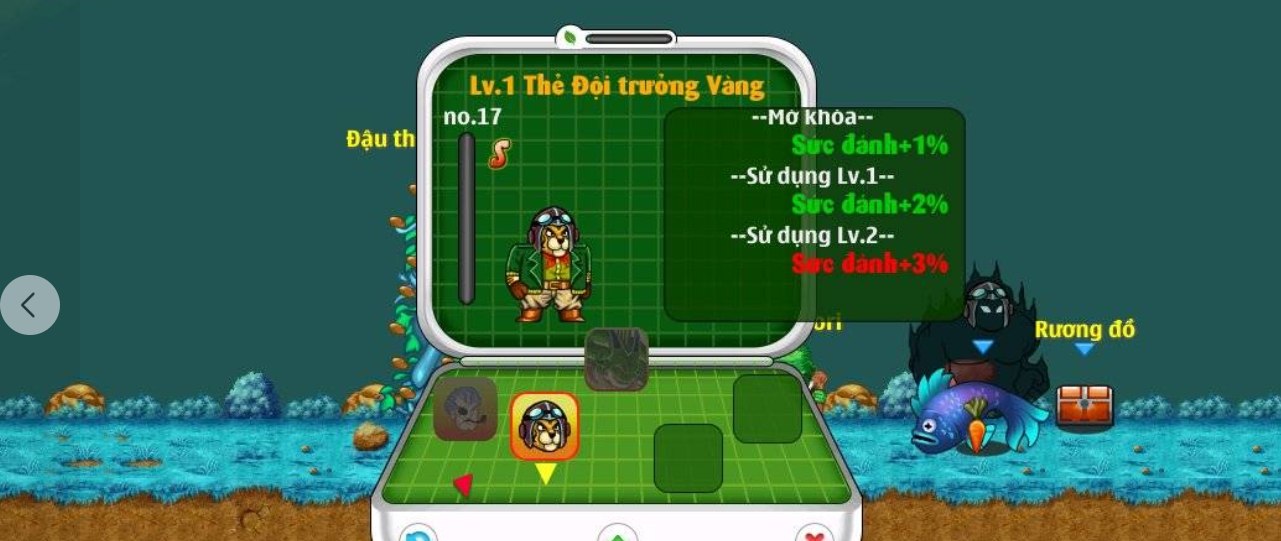 Lv.1 Thẻ Đội trưởng Vàng
no.17
--Mở khóa--
Sức đánh+1%
--Sử dụng Lv.1--
Sức đánh+2%
--Sử dụng Lv.2--
Sức đánh+3%
S
Đậu th
ori
Rương đồ